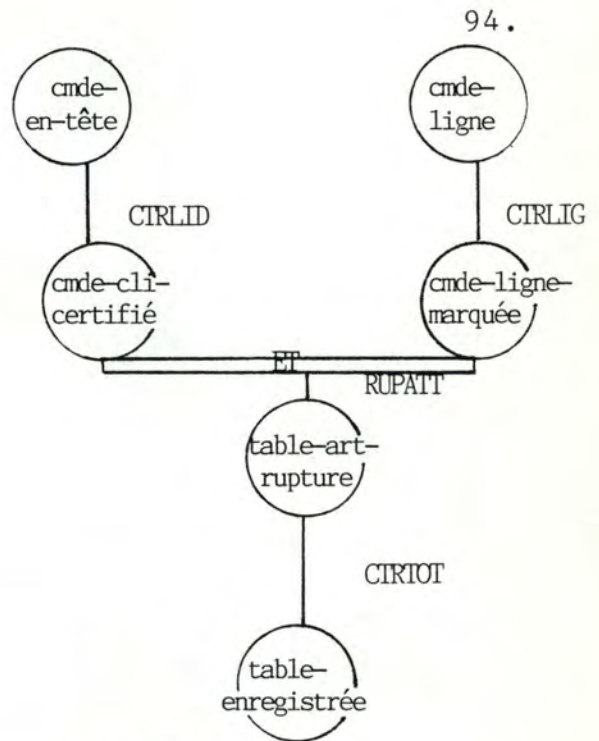 94.
cmde-
en-tête
cmde-
ligne
CTRLID
CTRLIG
cmde-cli-
certifié
cmde-ligne-
marquée
ET
RUPATT
table-art-
rupture
CTRTOT
table-
enregistrée